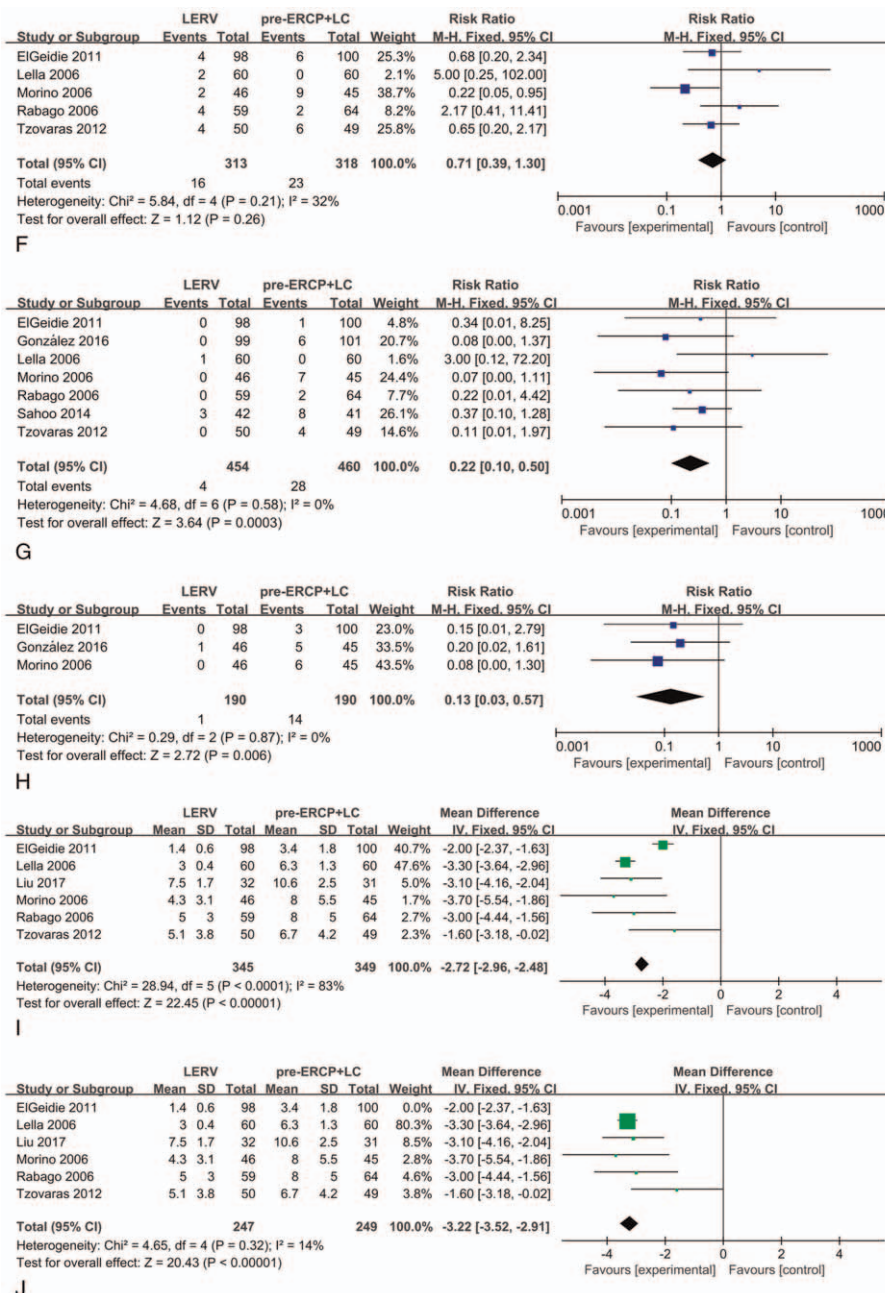 LERV pre-ERCP+LC Risk Ratio Risk Ratio
Study or Subgroup Events Total Events Total Weight M-H. Fixed. 95% CI M-H. Fixed. 95% CI
ElGeidie 2011 4 98 6 100 25.3% 0.68 [0.20, 2.34]
Lella 2006 2 60 0 60 2.1% 5.00 [0.25, 102.00]
Morino 2006 2 46 9 45 38.7% 0.22 [0.05, 0.95]
Rabago 2006 4 59 2 64 8.2% 2.17 [0.41, 11.41]
Tzovaras 2012 4 50 6 49 25.8% 0.65 [0.20, 2.17]
Total (95% CI) 313 318 100.0% 0.71 [0.39, 1.30]
Total events 16 23
Heterogeneity: Chi² = 5.84, df = 4 (P = 0.21); I² = 32%
Test for overall effect: Z = 1.12 (P = 0.26)
0.001 0.1 1 10 1000
Favours [experimental] Favours [control]
F
LERV pre-ERCP+LC Risk Ratio Risk Ratio
Study or Subgroup Events Total Events Total Weight M-H. Fixed. 95% CI M-H. Fixed. 95% CI
ElGeidie 2011 0 98 1 100 4.8% 0.34 [0.01, 8.25]
González 2016 0 99 6 101 20.7% 0.08 [0.00, 1.37]
Lella 2006 1 60 0 60 1.6% 3.00 [0.12, 72.20]
Morino 2006 0 46 7 45 24.4% 0.07 [0.00, 1.11]
Rabago 2006 0 59 2 64 7.7% 0.22 [0.01, 4.42]
Sahoo 2014 3 42 8 41 26.1% 0.37 [0.10, 1.28]
Tzovaras 2012 0 50 4 49 14.6% 0.11 [0.01, 1.97]
Total (95% CI) 454 460 100.0% 0.22 [0.10, 0.50]
Total events 4 28
Heterogeneity: Chi² = 4.68, df = 6 (P = 0.58); I² = 0%
Test for overall effect: Z = 3.64 (P = 0.0003)
0.001 0.1 1 10 1000
Favours [experimental] Favours [control]
G
LERV pre-ERCP+LC Risk Ratio Risk Ratio
Study or Subgroup Events Total Events Total Weight M-H. Fixed. 95% CI M-H. Fixed. 95% CI
ElGeidie 2011 0 98 3 100 23.0% 0.15 [0.01, 2.79]
González 2016 1 46 5 45 33.5% 0.20 [0.02, 1.61]
Morino 2006 0 46 6 45 43.5% 0.08 [0.00, 1.30]
Total (95% CI) 190 190 100.0% 0.13 [0.03, 0.57]
Total events 1 14
Heterogeneity: Chi² = 0.29, df = 2 (P = 0.87); I² = 0%
Test for overall effect: Z = 2.72 (P = 0.006)
0.001 0.1 1 10 1000
Favours [experimental] Favours [control]
H
LERV pre-ERCP+LC Mean Difference Mean Difference
Study or Subgroup Mean SD Total Mean SD Total Weight IV. Fixed. 95% CI IV. Fixed. 95% CI
ElGeidie 2011 1.4 0.6 98 3.4 1.8 100 40.7% -2.00 [-2.37, -1.63]
Lella 2006 3 0.4 60 6.3 1.3 60 47.6% -3.30 [-3.64, -2.96]
Liu 2017 7.5 1.7 32 10.6 2.5 31 5.0% -3.10 [-4.16, -2.04]
Morino 2006 4.3 3.1 46 8 5.5 45 1.7% -3.70 [-5.54, -1.86]
Rabago 2006 5 3 59 8 5 64 2.7% -3.00 [-4.44, -1.56]
Tzovaras 2012 5.1 3.8 50 6.7 4.2 49 2.3% -1.60 [-3.18, -0.02]
Total (95% CI) 345 349 100.0% -2.72 [-2.96, -2.48]
Heterogeneity: Chi² = 28.94, df = 5 (P < 0.0001); I² = 83%
Test for overall effect: Z = 22.45 (P < 0.00001)
-4 -2 0 2 4
Favours [experimental] Favours [control]
I
LERV pre-ERCP+LC Mean Difference Mean Difference
Study or Subgroup Mean SD Total Mean SD Total Weight IV. Fixed. 95% CI IV. Fixed. 95% CI
ElGeidie 2011 1.4 0.6 98 3.4 1.8 100 0.0% -2.00 [-2.37, -1.63]
Lella 2006 3 0.4 60 6.3 1.3 60 80.3% -3.30 [-3.64, -2.96]
Liu 2017 7.5 1.7 32 10.6 2.5 31 8.5% -3.10 [-4.16, -2.04]
Morino 2006 4.3 3.1 46 8 5.5 45 2.8% -3.70 [-5.54, -1.86]
Rabago 2006 5 3 59 8 5 64 4.6% -3.00 [-4.44, -1.56]
Tzovaras 2012 5.1 3.8 50 6.7 4.2 49 3.8% -1.60 [-3.18, -0.02]
Total (95% CI) 247 249 100.0% -3.22 [-3.52, -2.91]
Heterogeneity: Chi² = 4.65, df = 4 (P = 0.32); I² = 14%
Test for overall effect: Z = 20.43 (P < 0.00001)
-4 -2 0 2 4
Favours [experimental] Favours [control]
J